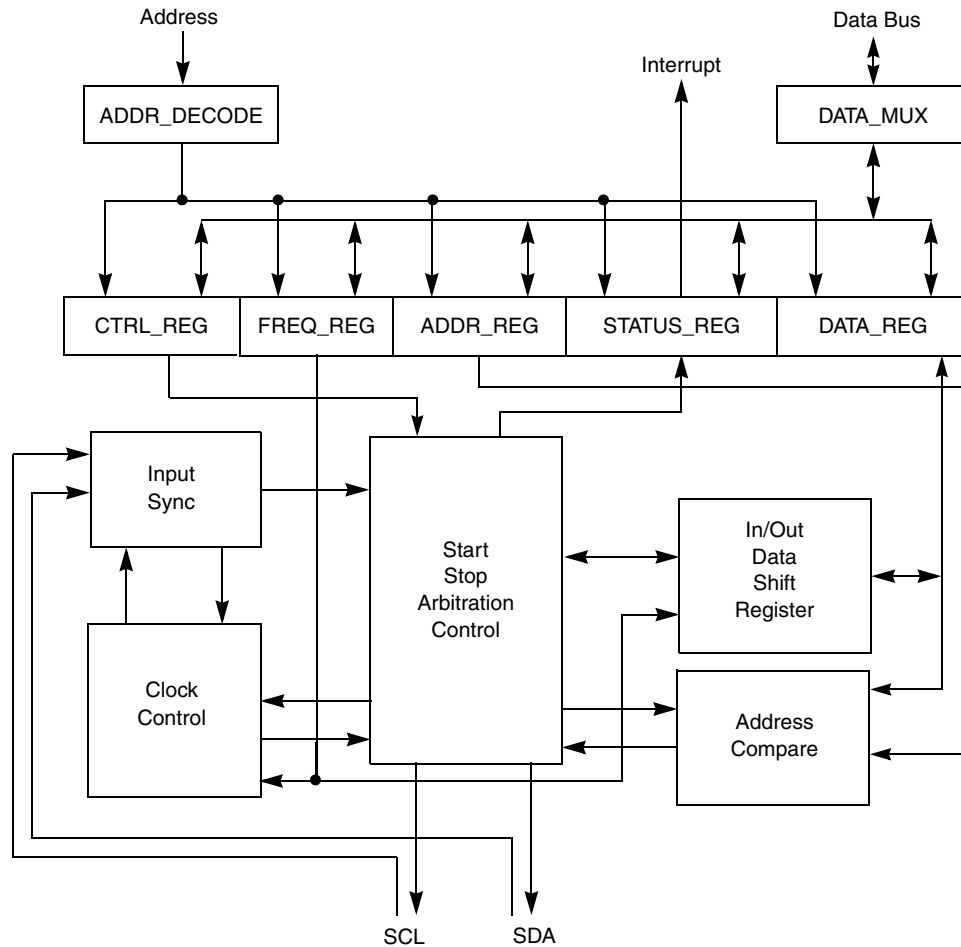 Address
Data Bus
Interrupt
ADDR_DECODE
DATA_MUX
CTRL_REG
FREQ_REG
ADDR_REG
STATUS_REG
DATA_REG
Input
Sync
Start
Stop
Arbitration
Control
In/Out
Data
Shift
Register
Clock
Control
Address
Compare
SCL
SDA